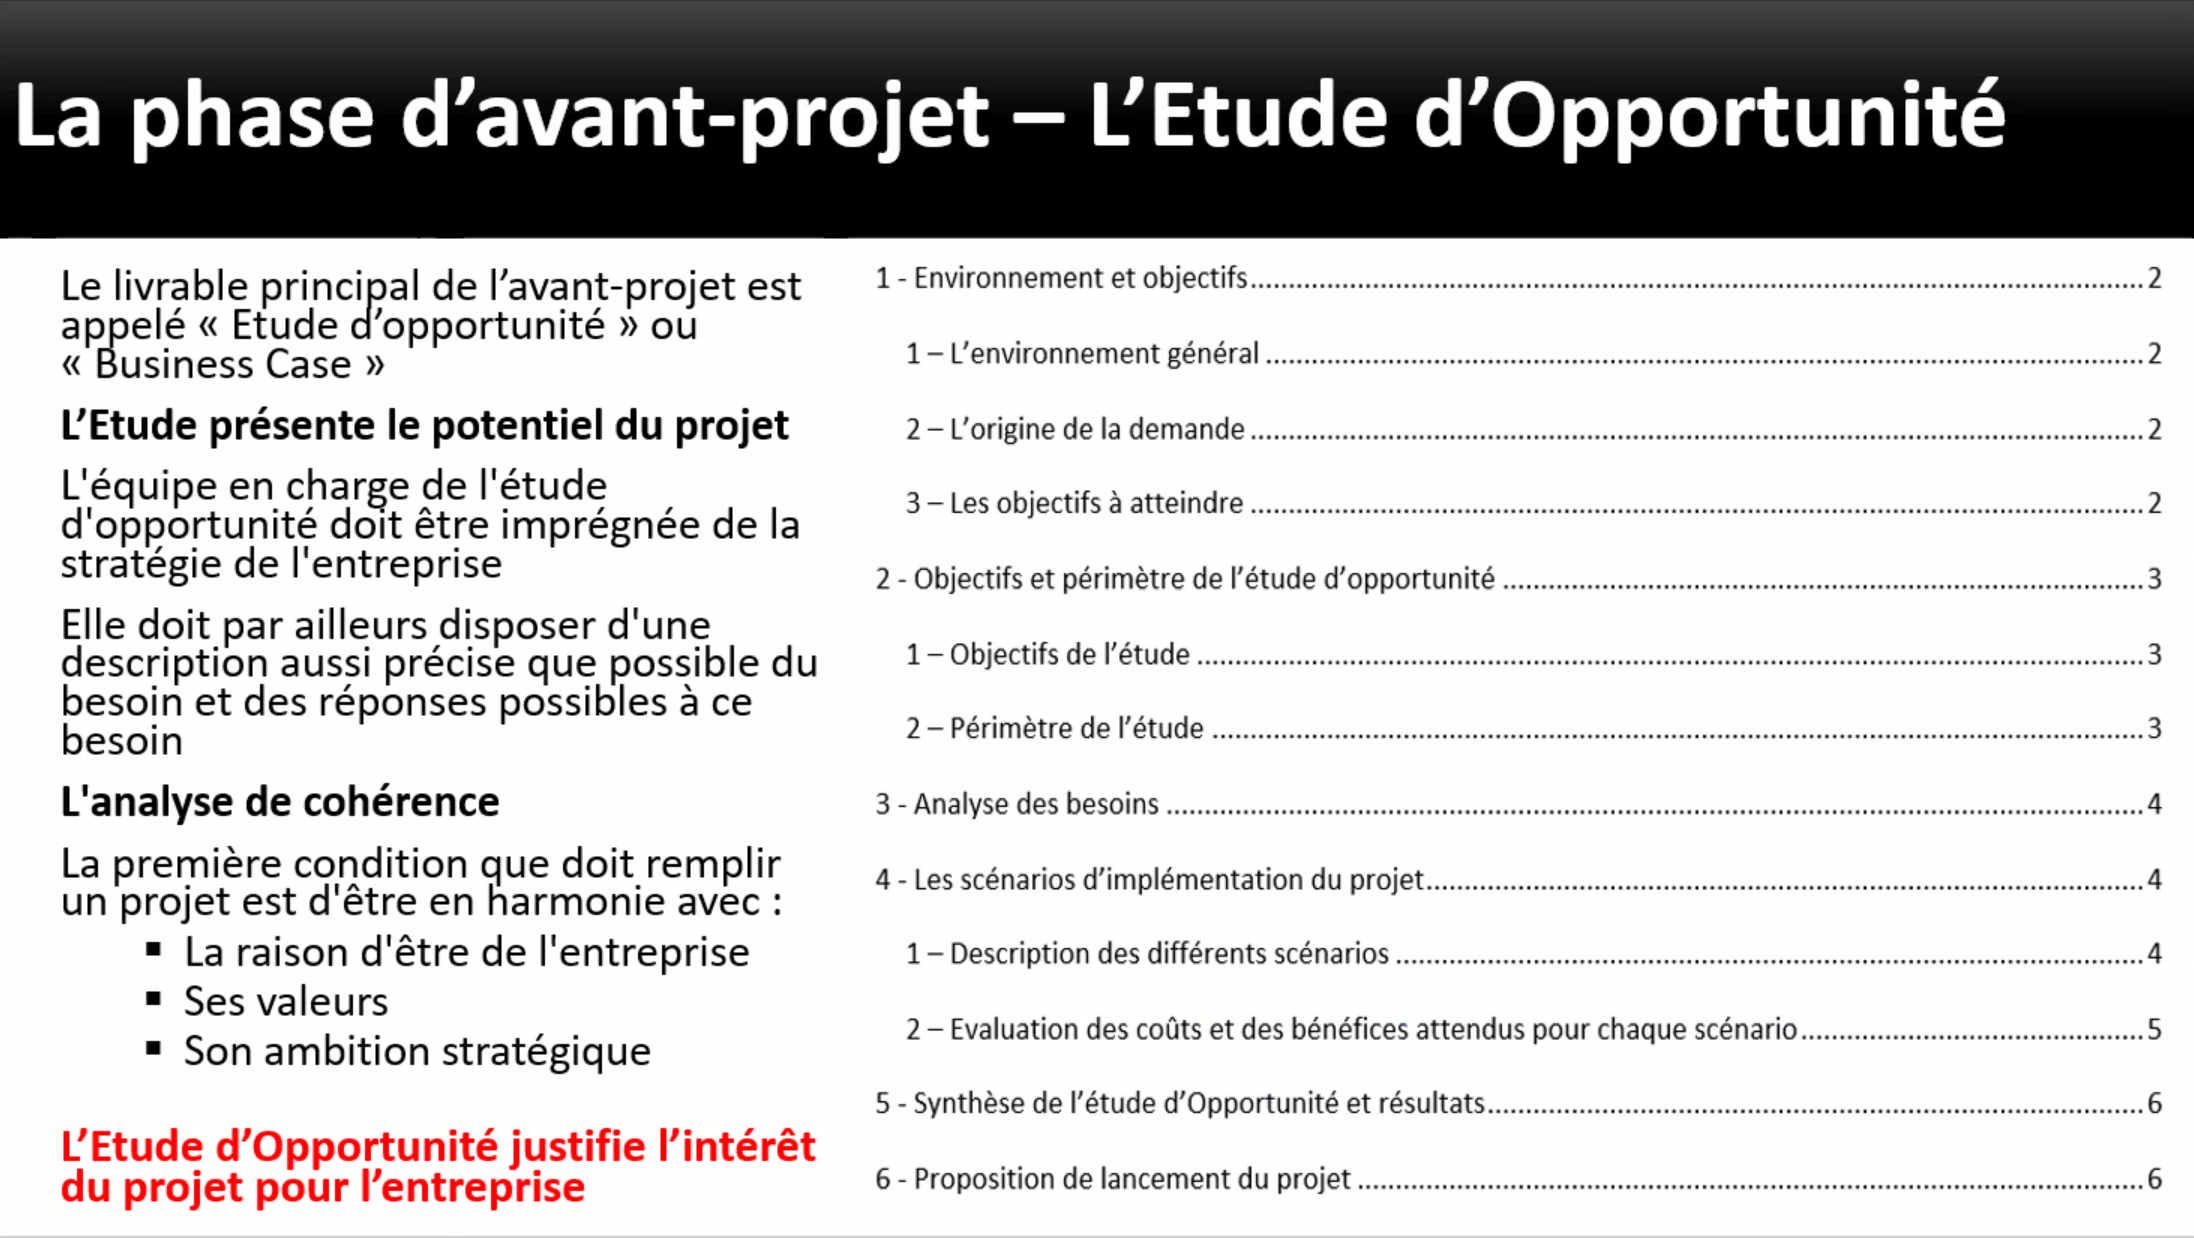 La phase d’avant-projet – L’Etude d’Opportunité
Le livrable principal de l’avant-projet est
appelé « Etude d’opportunité » ou
« Business Case »
L’Etude présente le potentiel du projet
L'équipe en charge de l'étude
d'opportunité doit être imprégnée de la
stratégie de l'entreprise
Elle doit par ailleurs disposer d'une
description aussi précise que possible du
besoin et des réponses possibles à ce
besoin
L'analyse de cohérence
La première condition que doit remplir
un projet est d'être en harmonie avec :
▪ La raison d'être de l'entreprise
▪ Ses valeurs
▪ Son ambition stratégique
L’Etude d’Opportunité justifie l’intérêt
du projet pour l’entreprise
1 - Environnement et objectifs 2
1 – L’environnement général 2
2 – L’origine de la demande 2
3 – Les objectifs à atteindre 2
2 - Objectifs et périmètre de l’étude d’opportunité 3
1 – Objectifs de l’étude 3
2 – Périmètre de l’étude 3
3 - Analyse des besoins 4
4 - Les scénarios d’implémentation du projet 4
1 – Description des différents scénarios 4
2 – Evaluation des coûts et des bénéfices attendus pour chaque scénario 5
5 - Synthèse de l’étude d’Opportunité et résultats 6
6 - Proposition de lancement du projet 6